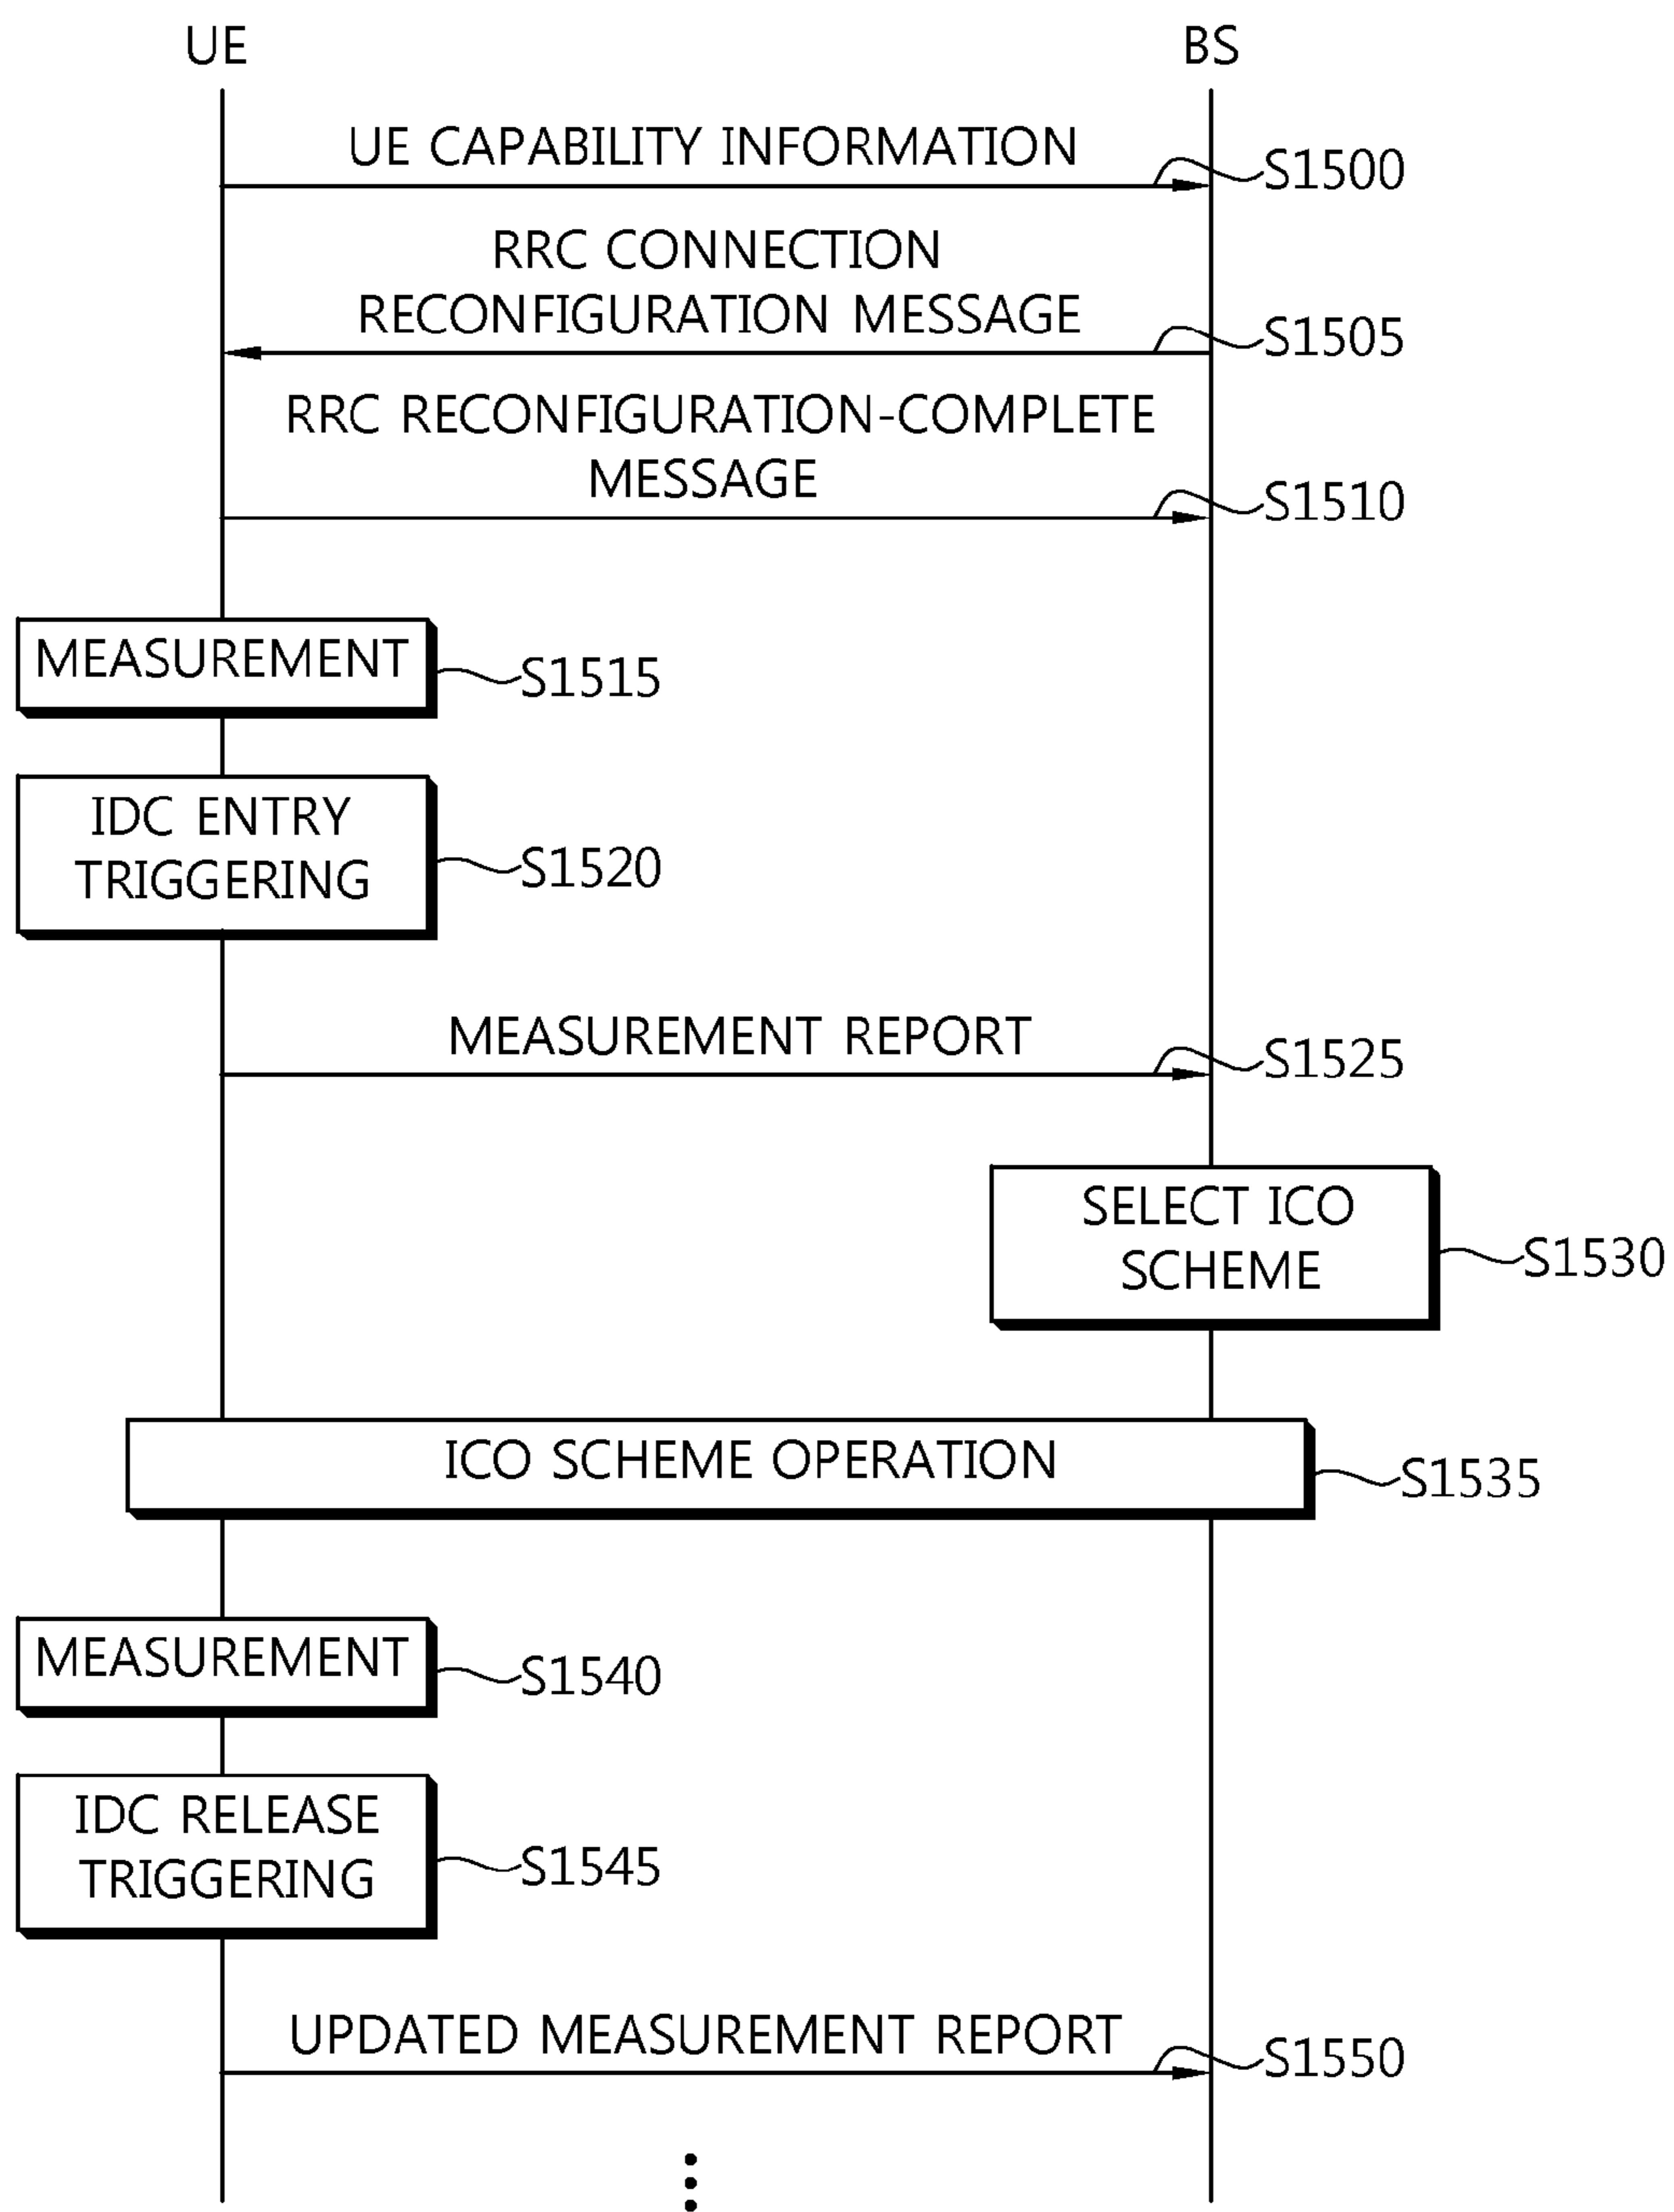 UE
BS
UE CAPABILITY INFORMATION
S1500
RRC CONNECTION
RECONFIGURATION MESSAGE
S1505
RRC RECONFIGURATION-COMPLETE
MESSAGE
S1510
MEASUREMENT
S1515
IDC ENTRY
TRIGGERING
S1520
MEASUREMENT REPORT
S1525
SELECT ICO
SCHEME
S1530
ICO SCHEME OPERATION
S1535
MEASUREMENT
S1540
IDC RELEASE
TRIGGERING
S1545
UPDATED MEASUREMENT REPORT
S1550